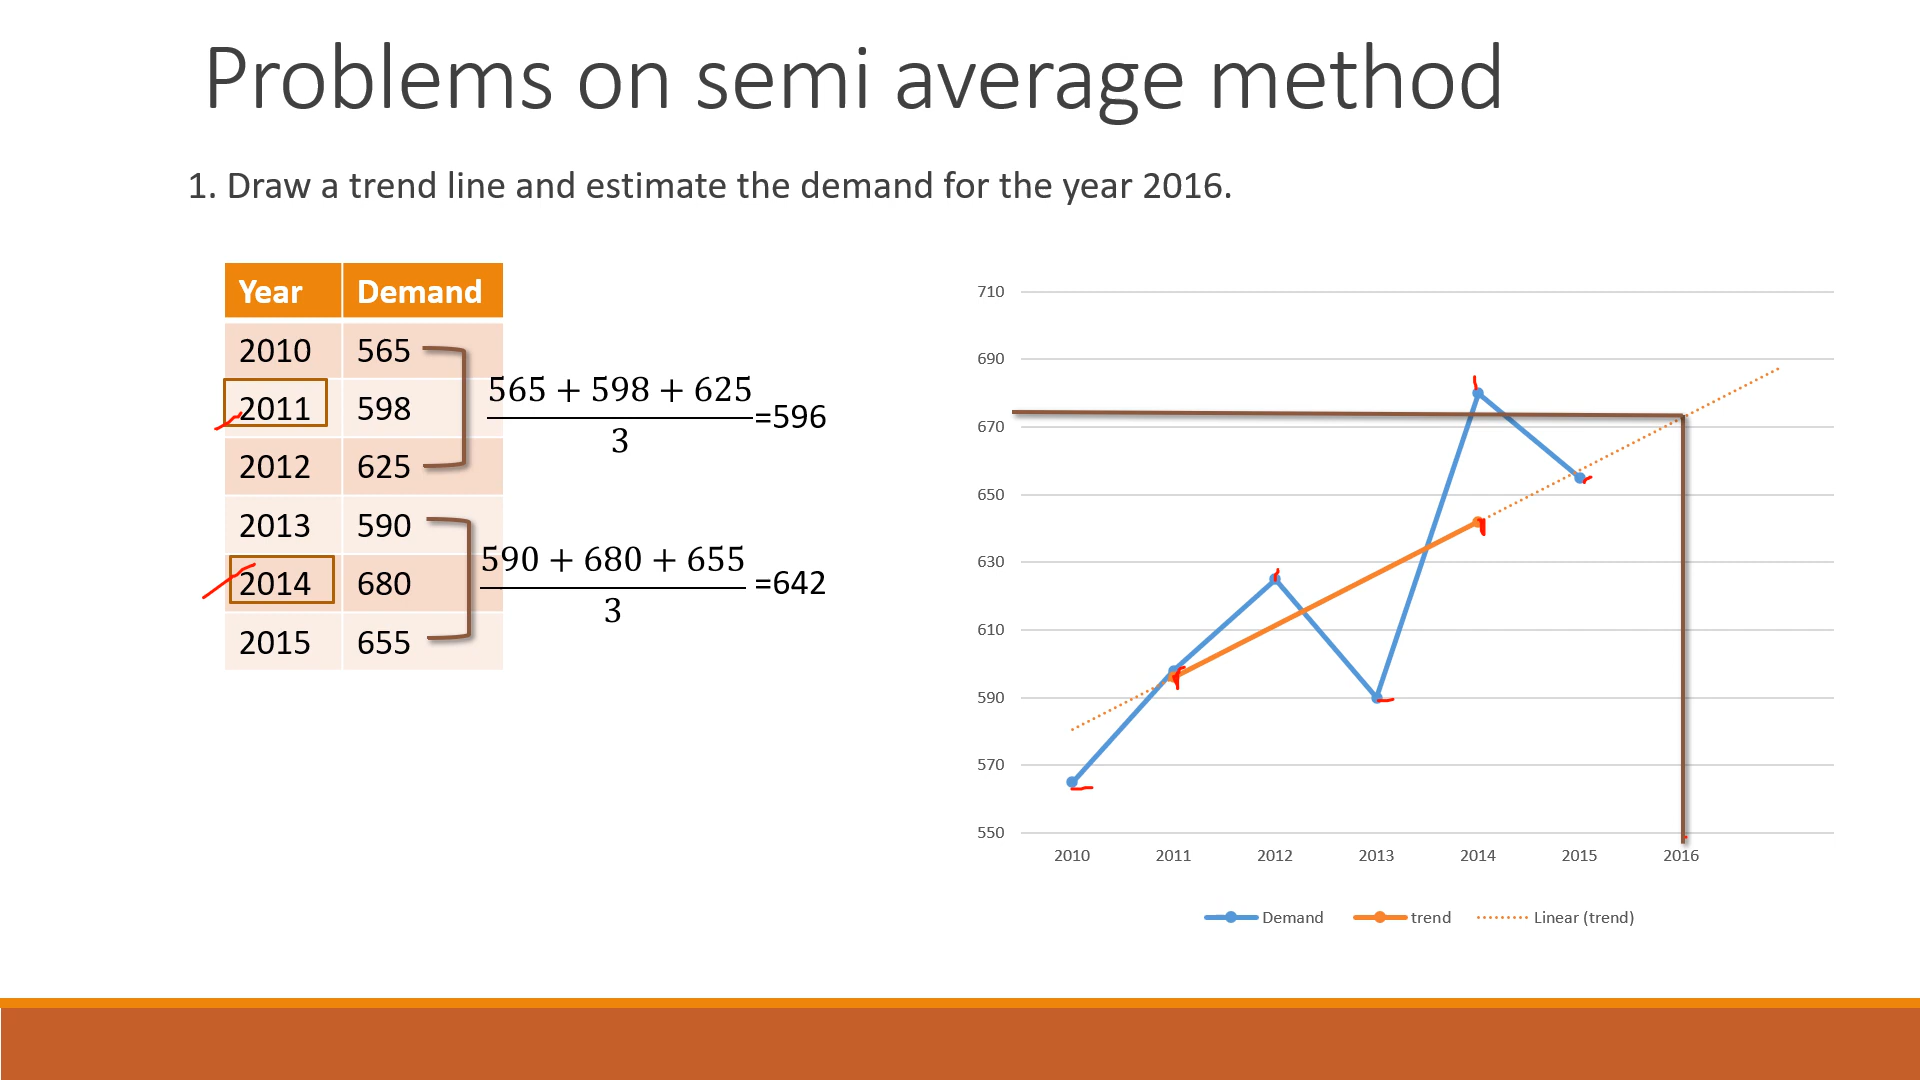 Problems on semi average method
1. Draw a trend line and estimate the demand for the year 2016.
Year Demand
2010 565
2011 598
2012 625
2013 590
2014 680
2015 655
565 + 598 + 625
3
=596
590 + 680 + 655
3
=642
710
690
670
650
630
610
590
570
550
2010 2011 2012 2013 2014 2015 2016
Demand trend Linear (trend)